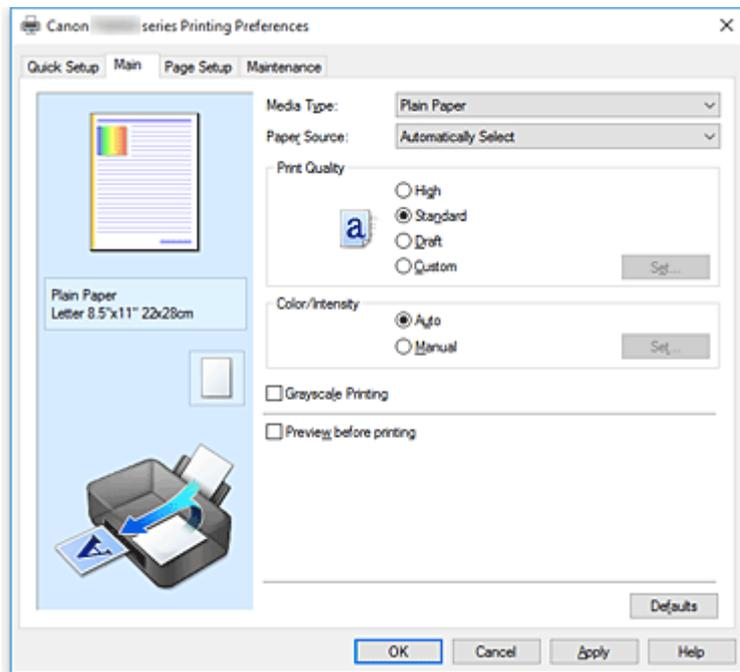 Canon series Printing Preferences
Quick Setup Main Page Setup Maintenance
Media Type: Plain Paper
Paper Source: Automatically Select
Print Quality
High
Standard
Draft
Custom Set...
Plain Paper
Letter 8.5"x11" 22x28cm
Color/Intensity
Auto
Manual Set...
Grayscale Printing
Preview before printing
a
A
Defaults
OK Cancel Apply Help